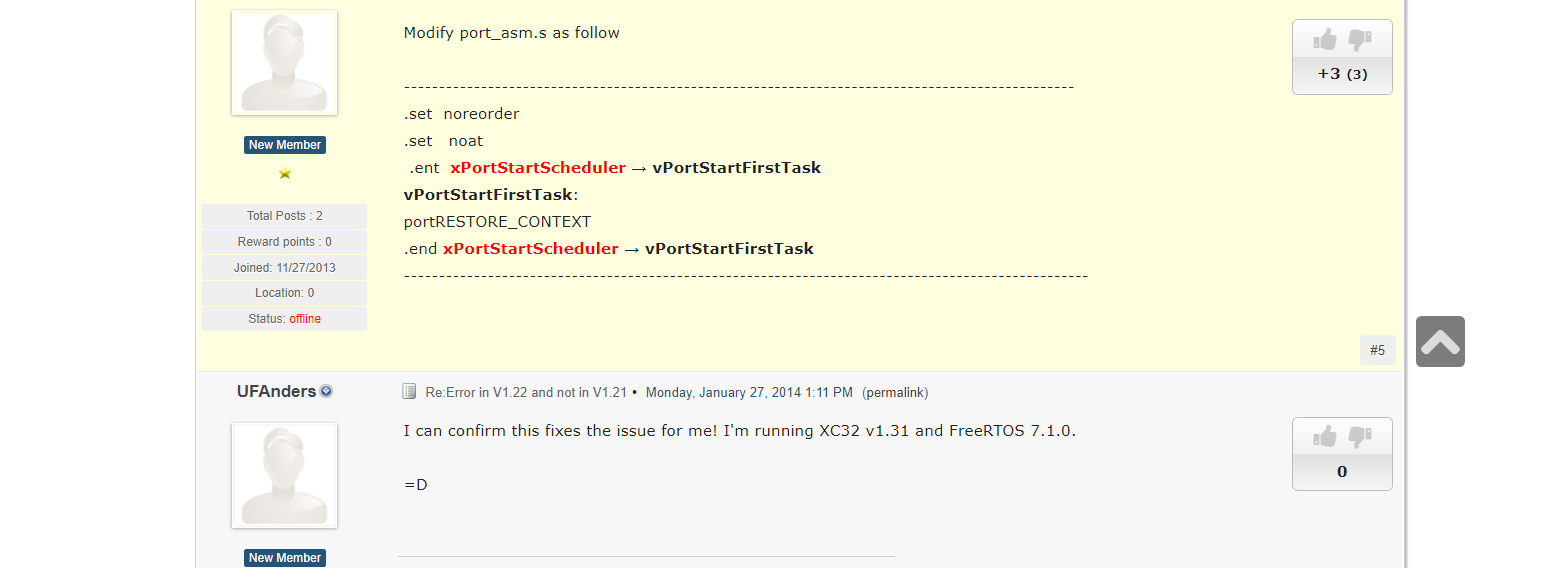 Modify port_asm.s as follow
+3 (3)
------------------------------------------------------------------------------------------------
.set  noreorder
.set   noat
.ent  xPortStartScheduler → vPortStartFirstTask
vPortStartFirstTask:
portRESTORE_CONTEXT
.end xPortStartScheduler → vPortStartFirstTask
--------------------------------------------------------------------------------------------------
New Member
Total Posts : 2
Reward points : 0
Joined: 11/27/2013
Location: 0
Status: offline
#5
UFAnders
Re:Error in V1.22 and not in V1.21 • Monday, January 27, 2014 1:11 PM (permalink)
I can confirm this fixes the issue for me! I'm running XC32 v1.31 and FreeRTOS 7.1.0.
=D
0
New Member